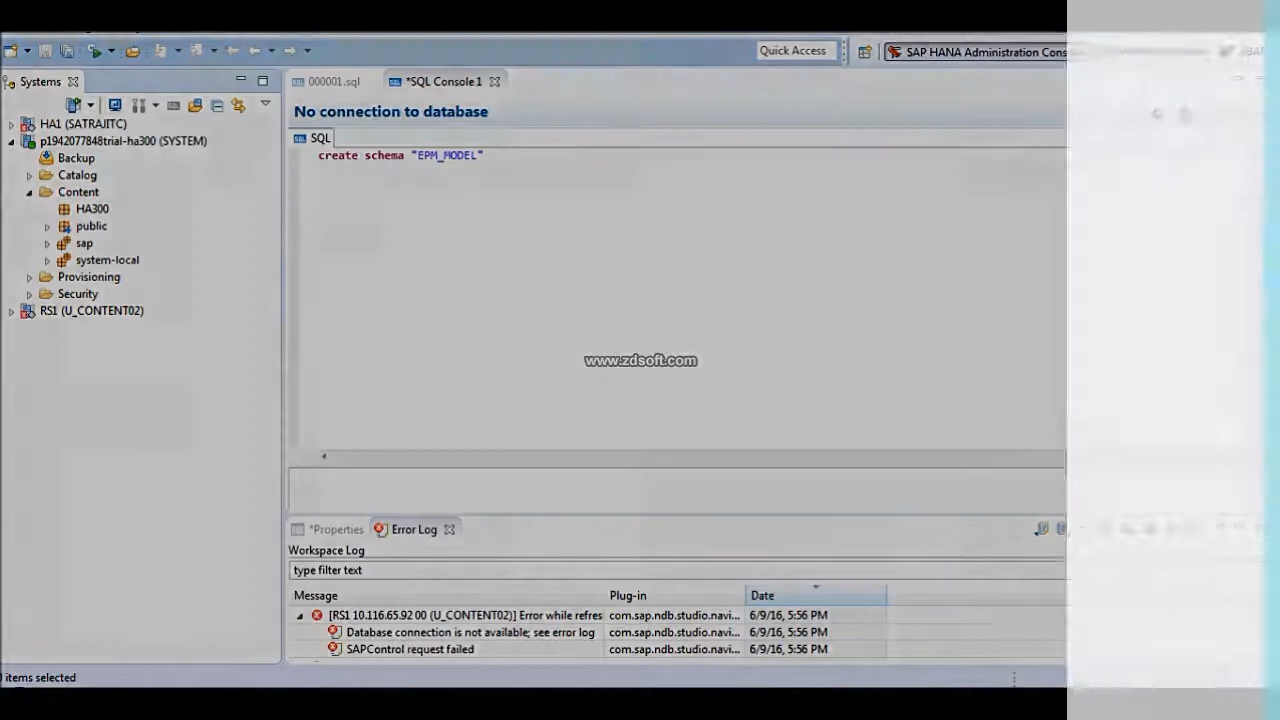 Quick Access
SAP HANA Administration Cons
Systems
000001.sql
*SQL Console 1
HA1 (SATRAJITC)
p1942077848trial-ha300 (SYSTEM)
Backup
Catalog
Content
HA300
public
sap
system-local
Provisioning
Security
RS1 (U_CONTENT02)
No connection to database
SQL
create schema "EPM_MODEL"
www.zdsoft.com
*Properties
Error Log
Workspace Log
type filter text
Message Plug-in Date
[RS1 10.116.65.92 00 (U_CONTENT02)] Error while refres com.sap.ndb.studio.navi... 6/9/16, 5:56 PM
Database connection is not available; see error log com.sap.ndb.studio.navi... 6/9/16, 5:56 PM
SAPControl request failed com.sap.ndb.studio.navi... 6/9/16, 5:56 PM
items selected